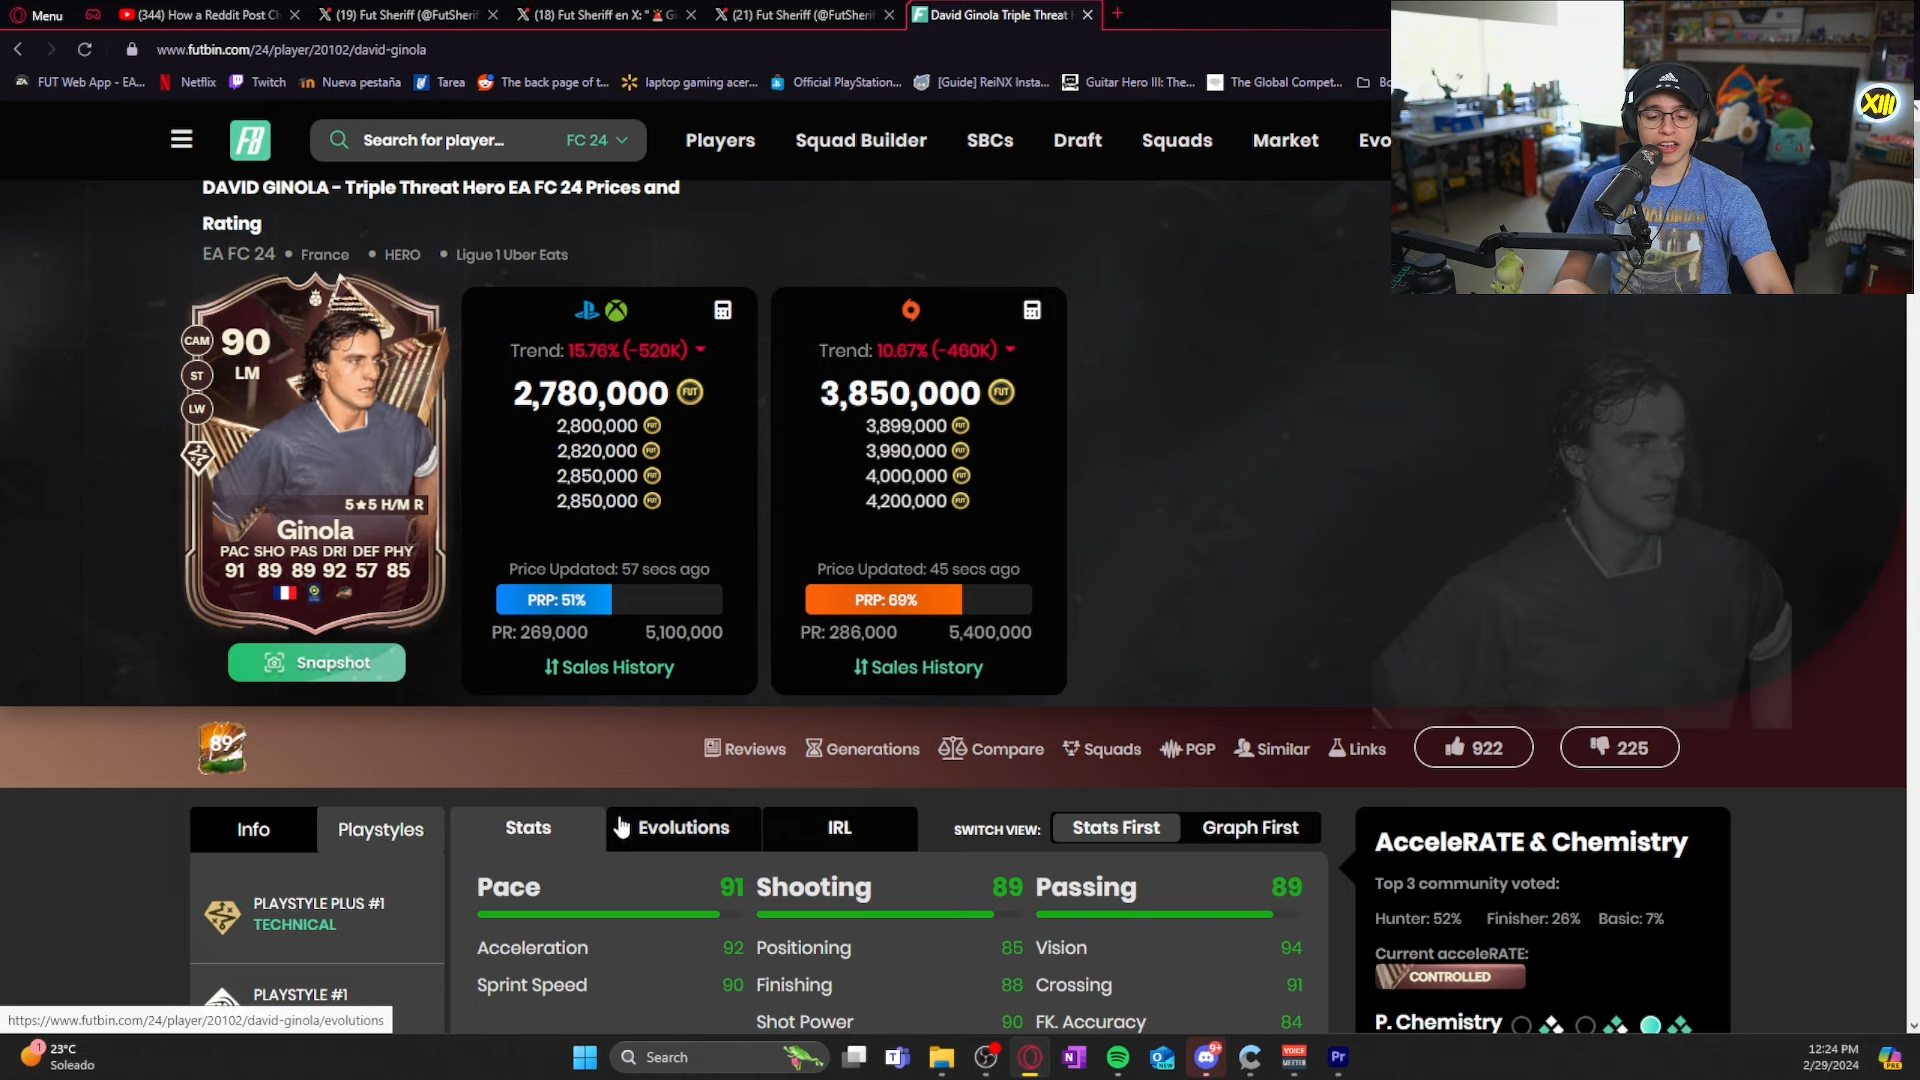 Menu
(344) How a Reddit Post Ch
(19) Fut Sheriff (@FutSherif
(18) Fut Sheriff en X: "🚨 Gi
(21) Fut Sheriff (@FutSherif
David Ginola Triple Threat
www.futbin.com/24/player/20102/david-ginola
FUT Web App - EA...
Netflix
Twitch
Nueva pestaña
Tarea
The back page of t...
laptop gaming acer...
Official PlayStation...
[Guide] ReiNX Insta...
Guitar Hero III: The...
The Global Compet...
XIII
Search for player...
FC 24
Players
Squad Builder
SBCs
Draft
Squads
Market
Evo
DAVID GINOLA - Triple Threat Hero EA FC 24 Prices and
Rating
EA FC 24 • France • HERO • Ligue 1 Uber Eats
CAM
ST
LW
90
LM
5★5 H/M R
Ginola
PAC SHO PAS DRI DEF PHY
91 89 89 92 57 85
Snapshot
Trend: 15.76% (-520K)
2,780,000
2,800,000
2,820,000
2,850,000
2,850,000
Price Updated: 57 secs ago
PRP: 51%
PR: 269,000 5,100,000
Sales History
Trend: 10.67% (-460K)
3,850,000
3,899,000
3,990,000
4,000,000
4,200,000
Price Updated: 45 secs ago
PRP: 69%
PR: 286,000 5,400,000
Sales History
89
Reviews
Generations
Compare
Squads
PGP
Similar
Links
922
225
Info
Playstyles
Stats
Evolutions
IRL
SWITCH VIEW:
Stats First
Graph First
PLAYSTYLE PLUS #1
TECHNICAL
PLAYSTYLE #1
Pace 91
Acceleration 92
Sprint Speed 90
Shooting 89
Positioning 85
Finishing 88
Shot Power 90
Passing 89
Vision 94
Crossing 91
FK. Accuracy 84
AcceleRATE & Chemistry
Top 3 community voted:
Hunter: 52% Finisher: 26% Basic: 7%
Current acceleRATE:
CONTROLLED
P. Chemistry
https://www.futbin.com/24/player/20102/david-ginola/evolutions
1
23°C
Soleado
Search
9+
VOICE
MEETER
Pr
12:24 PM
2/29/2024
PRE